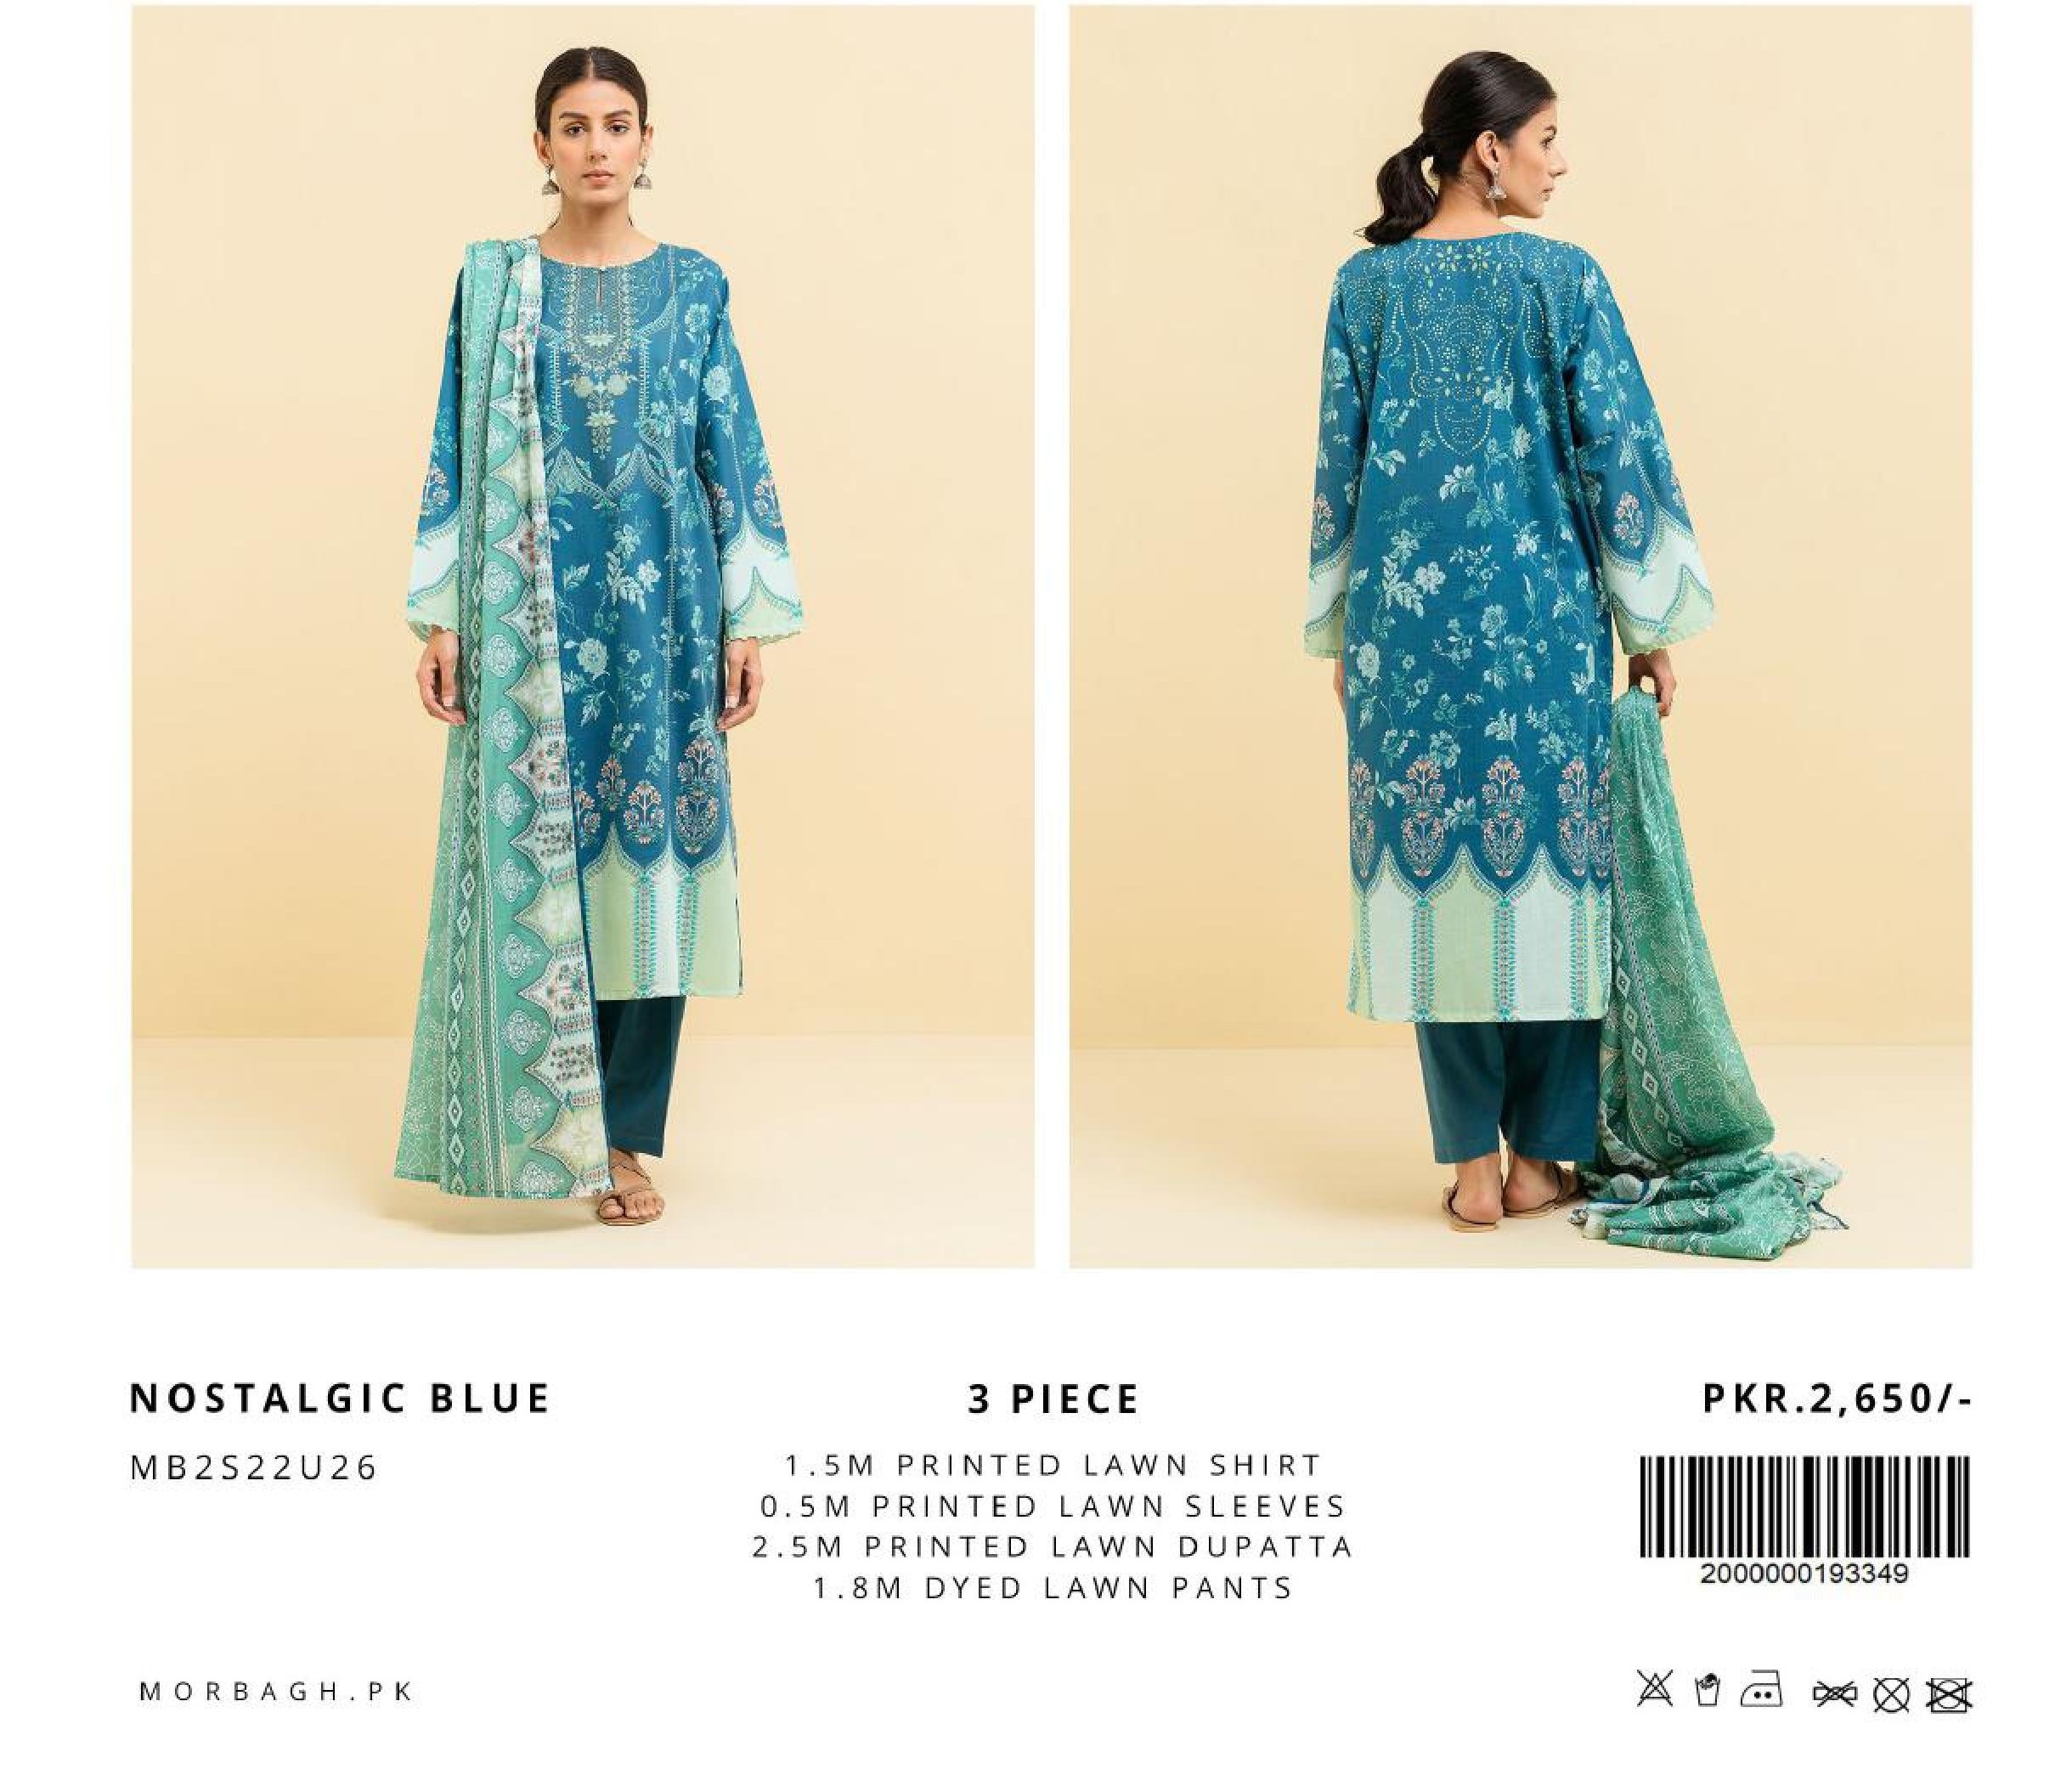 NOSTALGIC BLUE
MB2S22U26
3 PIECE
1.5M PRINTED LAWN SHIRT
0.5M PRINTED LAWN SLEEVES
2.5M PRINTED LAWN DUPATTA
1.8M DYED LAWN PANTS
PKR.2,650/-
2000000193349
MORBAGH.PK